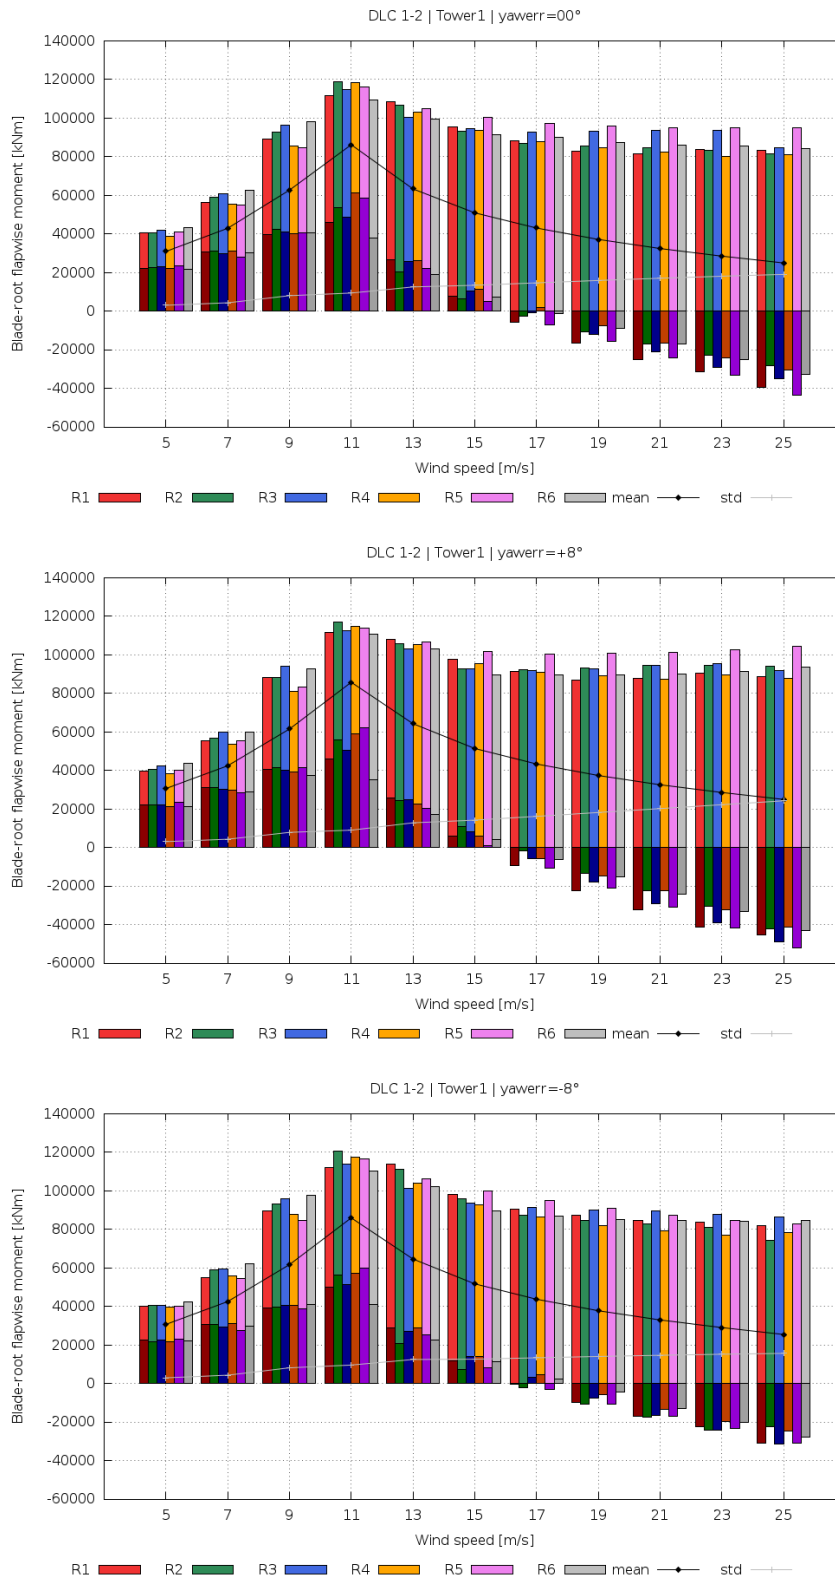 DLC 1-2 | Tower1 | yawerr=00°
140000
120000
100000
80000
60000
40000
20000
0
-20000
-40000
-60000
Blade-root flapwise moment [kNm]
5 7 9 11 13 15 17 19 21 23 25
Wind speed [m/s]
R1 R2 R3 R4 R5 R6 mean std
DLC 1-2 | Tower1 | yawerr=+8°
140000
120000
100000
80000
60000
40000
20000
0
-20000
-40000
-60000
Blade-root flapwise moment [kNm]
5 7 9 11 13 15 17 19 21 23 25
Wind speed [m/s]
R1 R2 R3 R4 R5 R6 mean std
DLC 1-2 | Tower1 | yawerr=-8°
140000
120000
100000
80000
60000
40000
20000
0
-20000
-40000
-60000
Blade-root flapwise moment [kNm]
5 7 9 11 13 15 17 19 21 23 25
Wind speed [m/s]
R1 R2 R3 R4 R5 R6 mean std